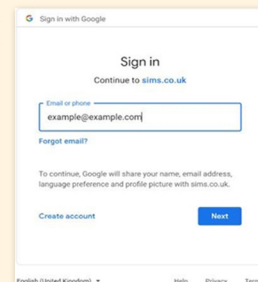 Sign in with Google
Sign in
Continue to sims.co.uk
Email or phone
example@example.com
Forgot email?
To continue, Google will share your name, email address,
language preference and profile picture with sims.co.uk.
Create account
Next
English (United Kingdom)
Help Privacy